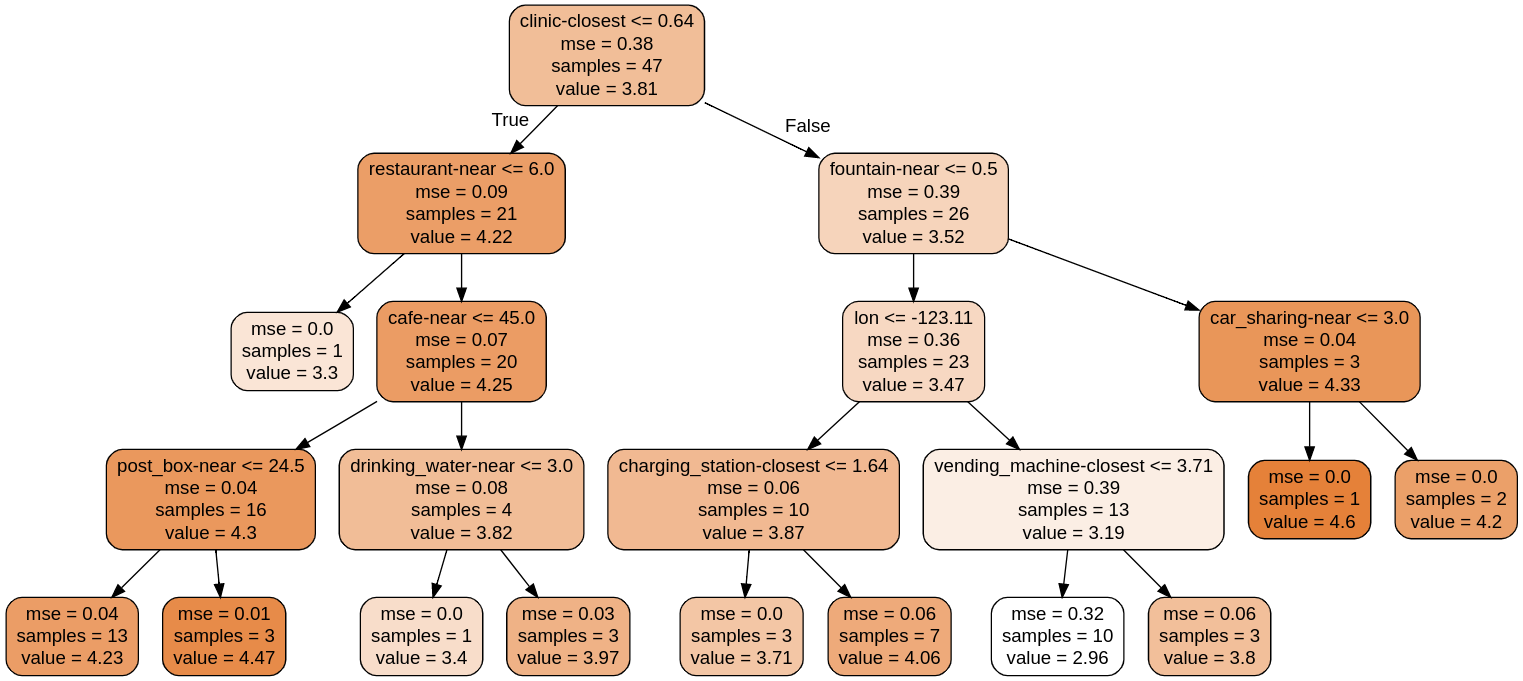 clinic-closest <= 0.64
mse = 0.38
samples = 47
value = 3.81
True
False
restaurant-near <= 6.0
mse = 0.09
samples = 21
value = 4.22
fountain-near <= 0.5
mse = 0.39
samples = 26
value = 3.52
mse = 0.0
samples = 1
value = 3.3
cafe-near <= 45.0
mse = 0.07
samples = 20
value = 4.25
lon <= -123.11
mse = 0.36
samples = 23
value = 3.47
car_sharing-near <= 3.0
mse = 0.04
samples = 3
value = 4.33
post_box-near <= 24.5
mse = 0.04
samples = 16
value = 4.3
drinking_water-near <= 3.0
mse = 0.08
samples = 4
value = 3.82
charging_station-closest <= 1.64
mse = 0.06
samples = 10
value = 3.87
vending_machine-closest <= 3.71
mse = 0.39
samples = 13
value = 3.19
mse = 0.0
samples = 1
value = 4.6
mse = 0.0
samples = 2
value = 4.2
mse = 0.04
samples = 13
value = 4.23
mse = 0.01
samples = 3
value = 4.47
mse = 0.0
samples = 1
value = 3.4
mse = 0.03
samples = 3
value = 3.97
mse = 0.0
samples = 3
value = 3.71
mse = 0.06
samples = 7
value = 4.06
mse = 0.32
samples = 10
value = 2.96
mse = 0.06
samples = 3
value = 3.8